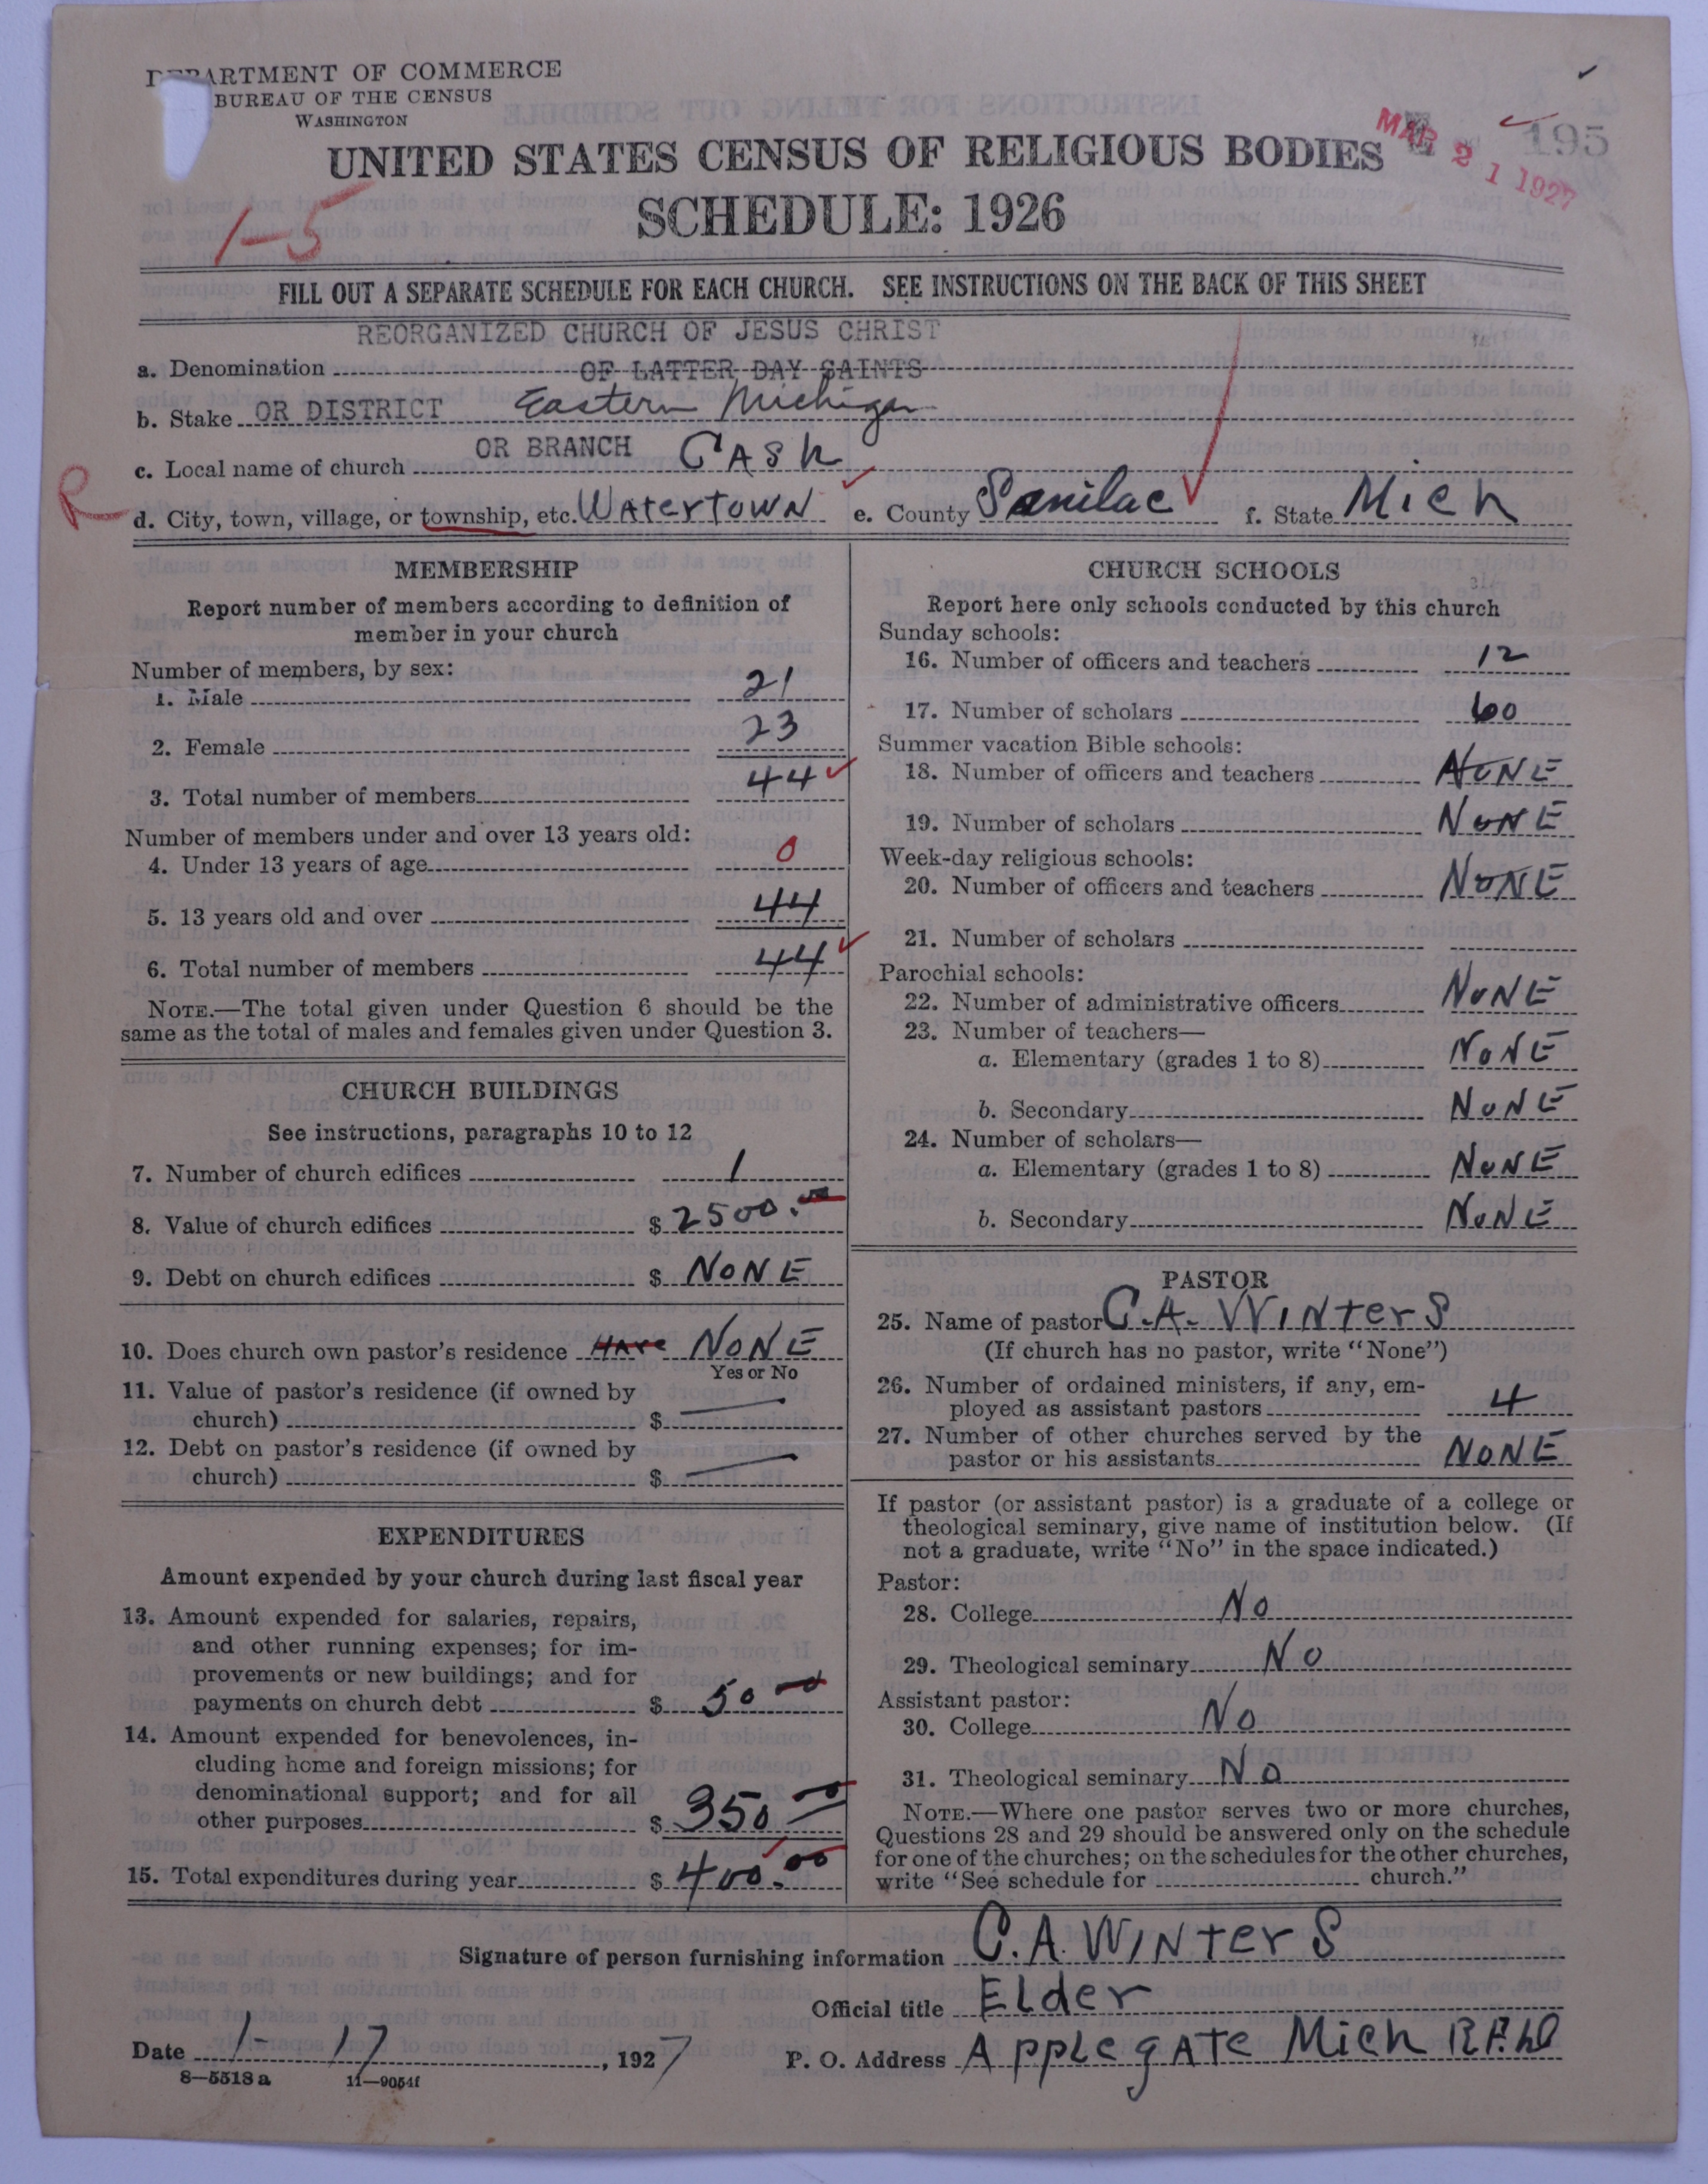 DEPARTMENT OF COMMERCE
BUREAU OF THE CENSUS
WASHINGTON
UNITED STATES CENSUS OF RELIGIOUS BODIES
195
MAR 21 1927
SCHEDULE: 1926
1-5
FILL OUT A SEPARATE SCHEDULE FOR EACH CHURCH. SEE INSTRUCTIONS ON THE BACK OF THIS SHEET
REORGANIZED CHURCH OF JESUS CHRIST
a. Denomination OF LATTER DAY SAINTS
b. Stake OR DISTRICT Eastern Michigan
c. Local name of church OR BRANCH CASH
R
d. City, town, village, or township, etc. WATERTOWN e. County Sanilac f. State Mich
MEMBERSHIP
Report number of members according to definition of
member in your church
Number of members, by sex:
1. Male 21
2. Female 23
3. Total number of members 44
Number of members under and over 13 years old:
4. Under 13 years of age 0
5. 13 years old and over 44
6. Total number of members 44
NOTE.—The total given under Question 6 should be the
same as the total of males and females given under Question 3.
CHURCH BUILDINGS
See instructions, paragraphs 10 to 12
7. Number of church edifices 1
8. Value of church edifices $ 2500.00
9. Debt on church edifices $ NONE
10. Does church own pastor's residence Have NONE
Yes or No
11. Value of pastor's residence (if owned by
church) $ —
12. Debt on pastor's residence (if owned by
church) $ —
EXPENDITURES
Amount expended by your church during last fiscal year
13. Amount expended for salaries, repairs,
and other running expenses; for im-
provements or new buildings; and for
payments on church debt $ 50 00
14. Amount expended for benevolences, in-
cluding home and foreign missions; for
denominational support; and for all
other purposes $ 350 00
15. Total expenditures during year $ 400.00
CHURCH SCHOOLS
Report here only schools conducted by this church
Sunday schools:
16. Number of officers and teachers 12
17. Number of scholars 60
Summer vacation Bible schools:
18. Number of officers and teachers NONE
19. Number of scholars NONE
Week-day religious schools:
20. Number of officers and teachers NONE
21. Number of scholars
Parochial schools:
22. Number of administrative officers NONE
23. Number of teachers—
a. Elementary (grades 1 to 8) NONE
b. Secondary NONE
24. Number of scholars—
a. Elementary (grades 1 to 8) NONE
b. Secondary NONE
PASTOR
25. Name of pastor C.A. WINTERS
(If church has no pastor, write "None")
26. Number of ordained ministers, if any, em-
ployed as assistant pastors 4
27. Number of other churches served by the
pastor or his assistants NONE
If pastor (or assistant pastor) is a graduate of a college or
theological seminary, give name of institution below. (If
not a graduate, write "No" in the space indicated.)
Pastor:
28. College No
29. Theological seminary No
Assistant pastor:
30. College No
31. Theological seminary No
NOTE.—Where one pastor serves two or more churches,
Questions 28 and 29 should be answered only on the schedule
for one of the churches; on the schedules for the other churches,
write "See schedule for church."
Signature of person furnishing information C.A. WINTERS
Official title Elder
Date 1-17, 1927 P. O. Address Applegate Mich R.F.D
8—5518 a 11—9054f